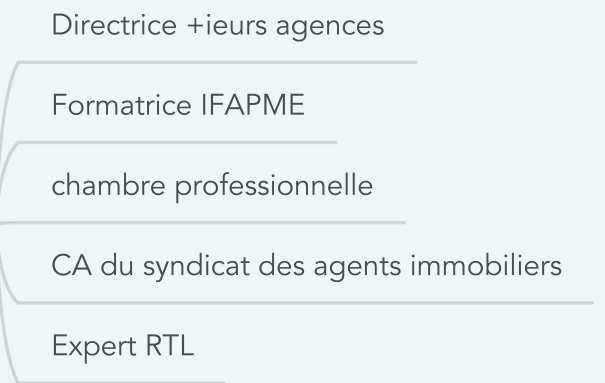 Directrice +ieurs agences
Formatrice IFAPME
chambre professionnelle
CA du syndicat des agents immobiliers
Expert RTL